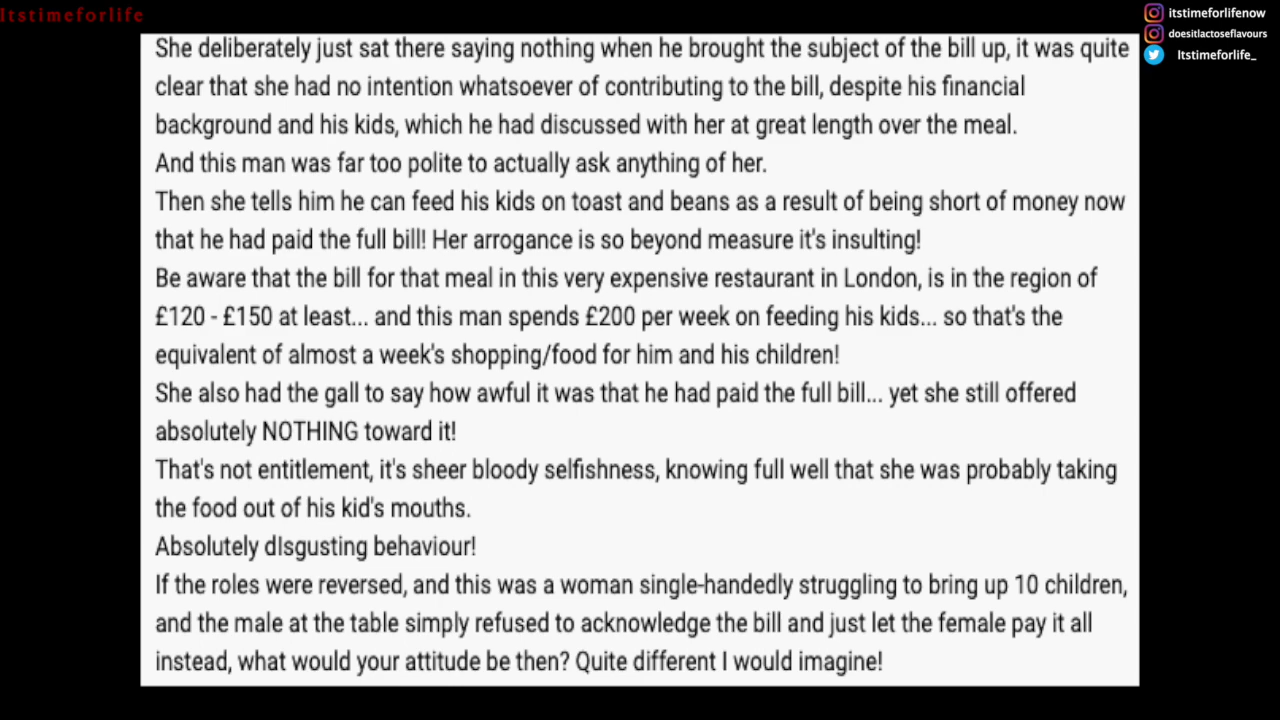 Itstimeforlife
itstimeforlifenow
doesitlactoseflavours
Itstimeforlife_
She deliberately just sat there saying nothing when he brought the subject of the bill up, it was quite
clear that she had no intention whatsoever of contributing to the bill, despite his financial
background and his kids, which he had discussed with her at great length over the meal.
And this man was far too polite to actually ask anything of her.
Then she tells him he can feed his kids on toast and beans as a result of being short of money now
that he had paid the full bill! Her arrogance is so beyond measure it's insulting!
Be aware that the bill for that meal in this very expensive restaurant in London, is in the region of
£120 - £150 at least... and this man spends £200 per week on feeding his kids... so that's the
equivalent of almost a week's shopping/food for him and his children!
She also had the gall to say how awful it was that he had paid the full bill... yet she still offered
absolutely NOTHING toward it!
That's not entitlement, it's sheer bloody selfishness, knowing full well that she was probably taking
the food out of his kid's mouths.
Absolutely dIsgusting behaviour!
If the roles were reversed, and this was a woman single-handedly struggling to bring up 10 children,
and the male at the table simply refused to acknowledge the bill and just let the female pay it all
instead, what would your attitude be then? Quite different I would imagine!